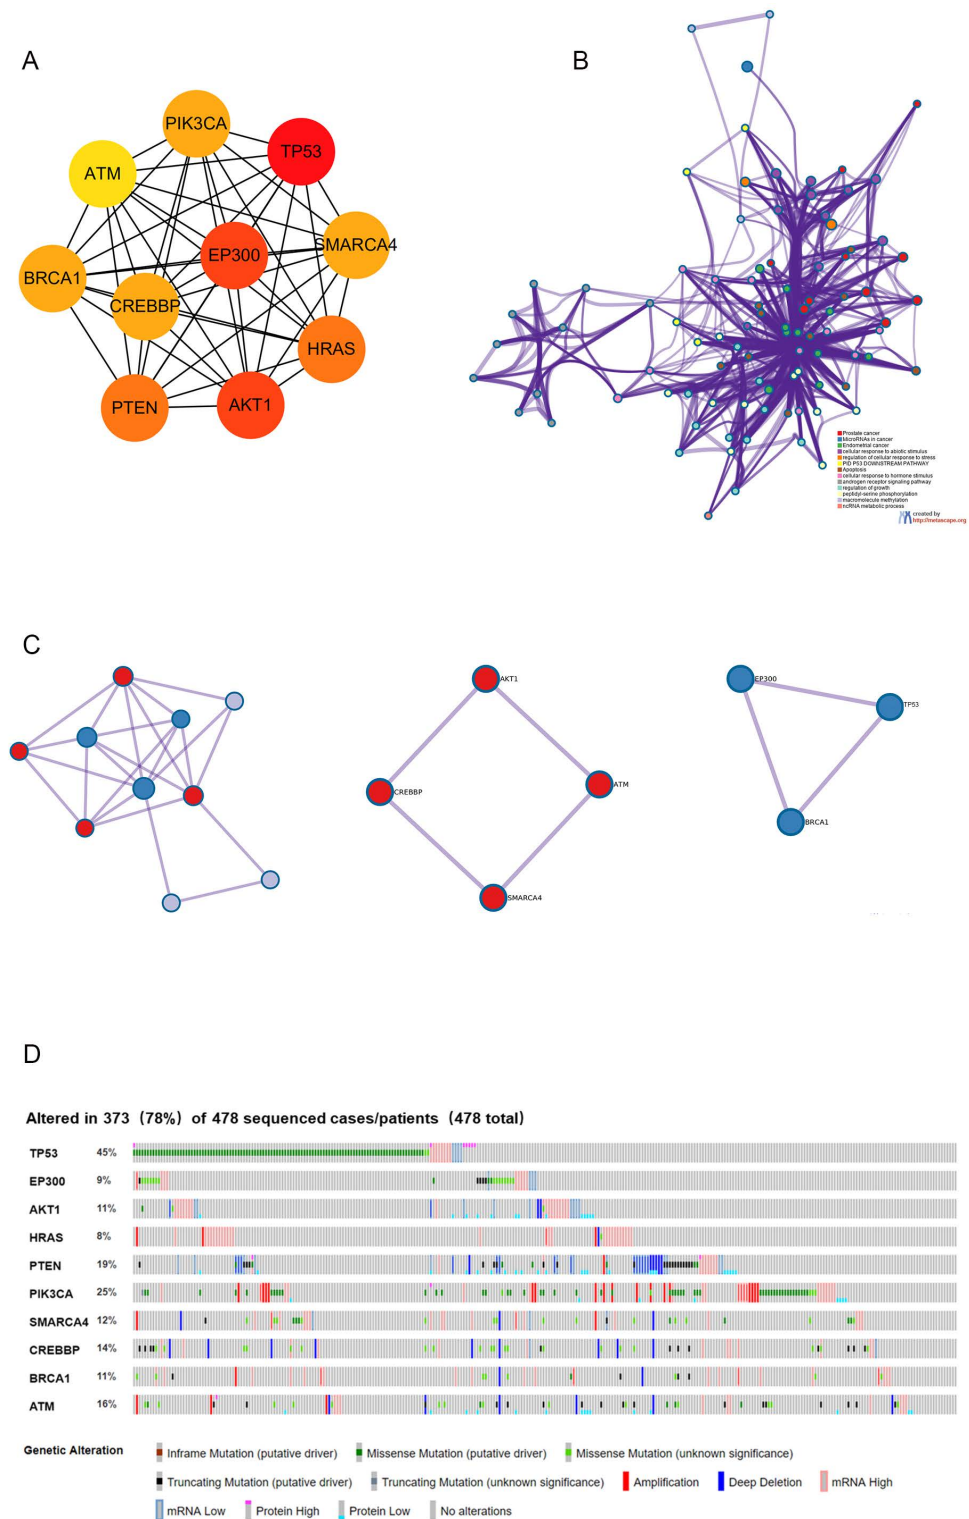 A
PIK3CA
TP53
ATM
SMARCA4
EP300
BRCA1
CREBBP
HRAS
PTEN
AKT1
B
Prostate cancer
MicroRNAs in cancer
Endometrial cancer
cellular response to abiotic stimulus
regulation of cellular response to stress
PID P53 DOWNSTREAM PATHWAY
Apoptosis
cellular response to hormone stimulus
androgen receptor signaling pathway
regulation of growth
peptidyl-serine phosphorylation
macromolecule methylation
ncRNA metabolic process
created by
http://metascape.org
C
AKT1
CREBBP
ATM
SMARCA4
EP300
TP53
BRCA1
D
Altered in 373 (78%) of 478 sequenced cases/patients (478 total)
TP53 45%
EP300 9%
AKT1 11%
HRAS 8%
PTEN 19%
PIK3CA 25%
SMARCA4 12%
CREBBP 14%
BRCA1 11%
ATM 16%
Genetic Alteration Inframe Mutation (putative driver) Missense Mutation (putative driver) Missense Mutation (unknown significance)
Truncating Mutation (putative driver) Truncating Mutation (unknown significance) Amplification Deep Deletion mRNA High
mRNA Low Protein High Protein Low No alterations